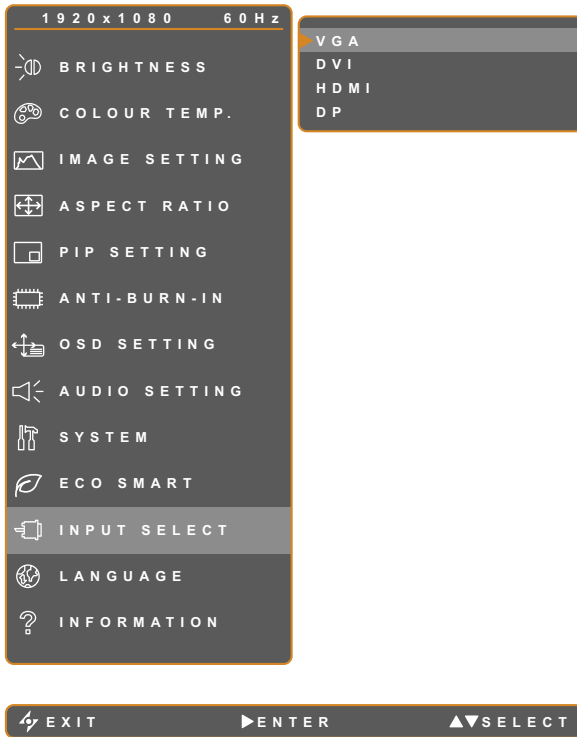 1920x1080 60Hz
BRIGHTNESS
COLOUR TEMP.
IMAGE SETTING
ASPECT RATIO
PIP SETTING
ANTI-BURN-IN
OSD SETTING
AUDIO SETTING
SYSTEM
ECO SMART
INPUT SELECT
LANGUAGE
INFORMATION
VGA
DVI
HDMI
DP
EXIT ▶ENTER ▲▼SELECT